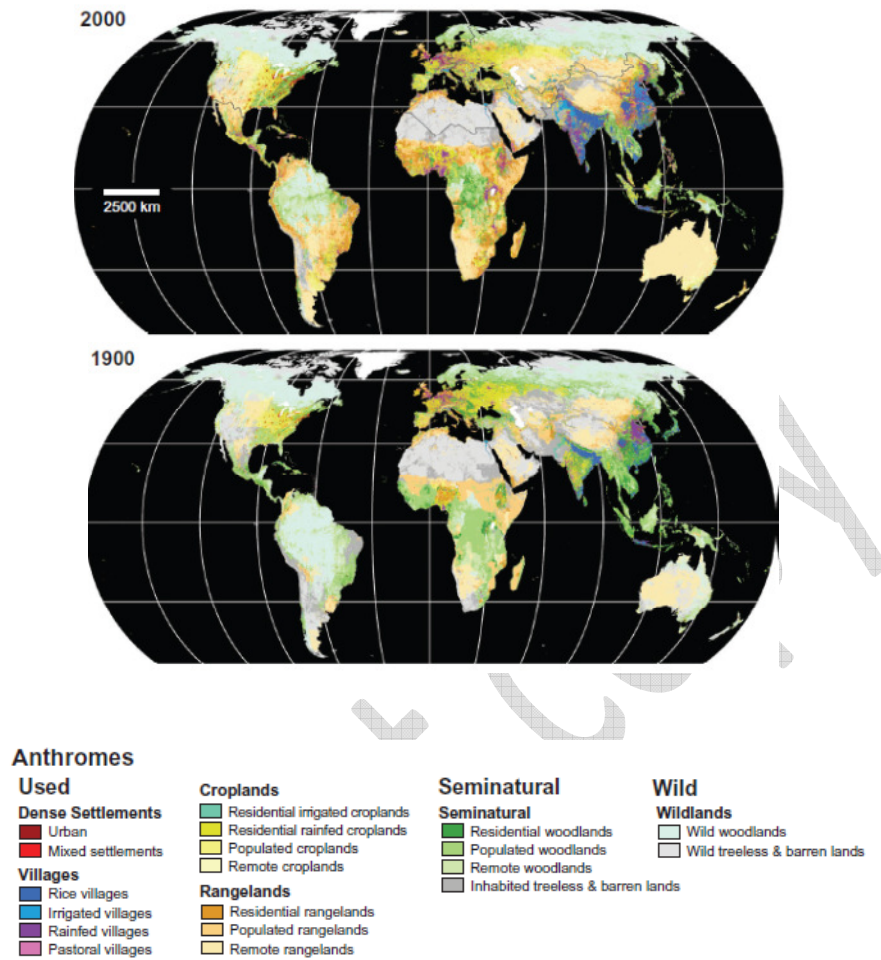 2000
2500 km
1900
Anthromes
Used
Dense Settlements
Urban
Mixed settlements
Villages
Rice villages
Irrigated villages
Rainfed villages
Pastoral villages
Croplands
Residential irrigated croplands
Residential rainfed croplands
Populated croplands
Remote croplands
Rangelands
Residential rangelands
Populated rangelands
Remote rangelands
Seminatural
Seminatural
Residential woodlands
Populated woodlands
Remote woodlands
Inhabited treeless & barren lands
Wild
Wildlands
Wild woodlands
Wild treeless & barren lands